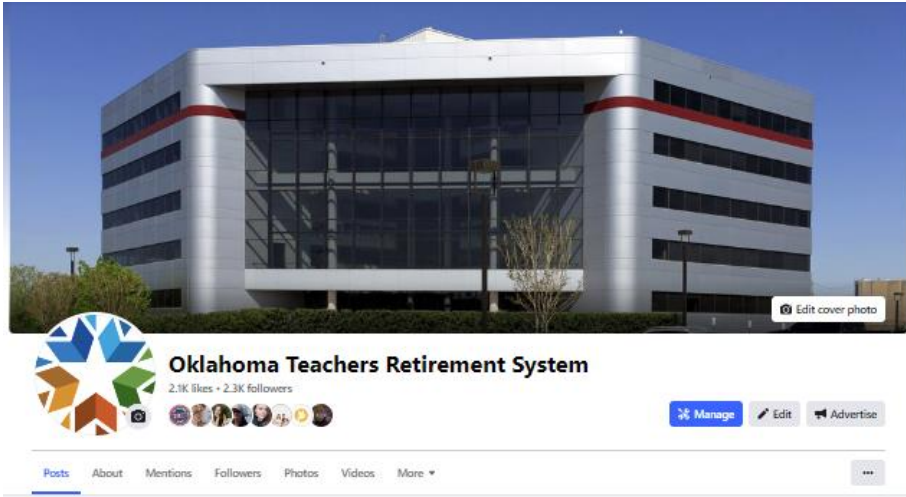 Edit cover photo
Oklahoma Teachers Retirement System
2.1K likes • 2.3K followers
Manage
Edit
Advertise
Posts About Mentions Followers Photos Videos More